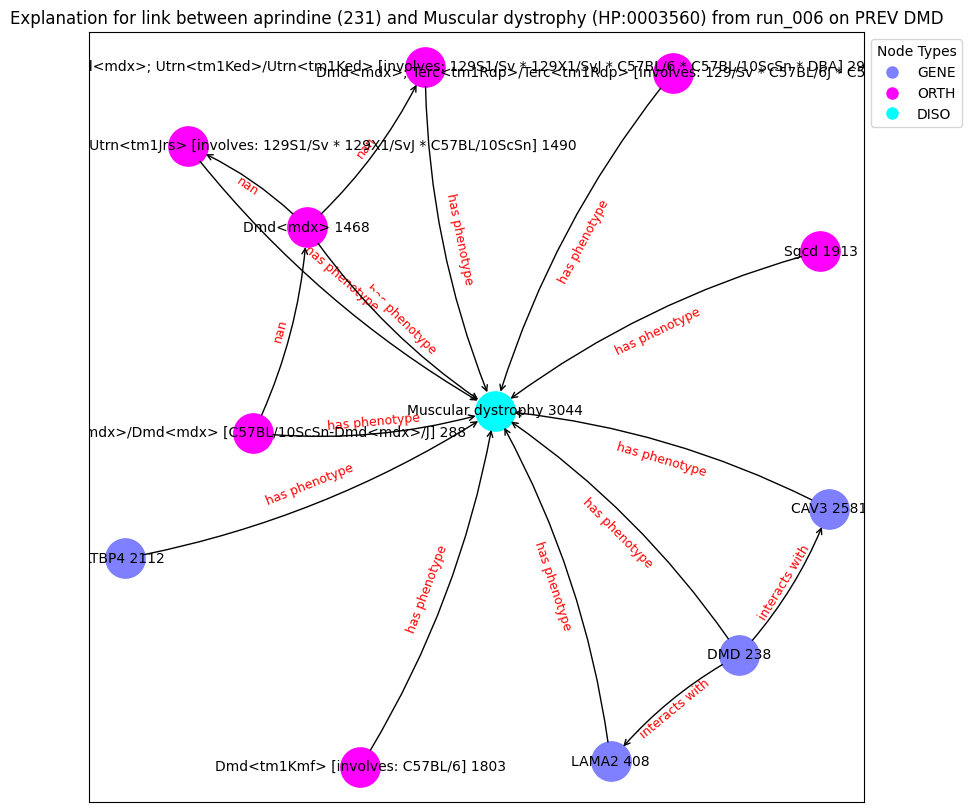 Explanation for link between aprindine (231) and Muscular dystrophy (HP:0003560) from run_006 on PREV DMD
Node Types
GENE
ORTH
DISO
d<mdx>; Utrn<tm1Ked>/Utrn<tm1Ked> [involves: 129S1/Sv * 129X1/SvJ * C57BL/6 * C57BL/10ScSn * DBA] 29
Dmd<mdx>; Terc<tm1Rdp>/Terc<tm1Rdp> [involves: 129/Sv * C57BL/6J * C5
Utrn<tm1Jrs> [involves: 129S1/Sv * 129X1/SvJ * C57BL/10ScSn] 1490
nan
nan
Dmd<mdx> 1468
has phenotype
has phenotype
Sgcd 1913
has phenotype
has phenotype
has phenotype
nan
Muscular dystrophy 3044
has phenotype
mdx>/Dmd<mdx> [C57BL/10ScSn-Dmd<mdx>/J] 288
has phenotype
has phenotype
CAV3 2581
has phenotype
LTBP4 2112
has phenotype
has phenotype
interacts with
DMD 238
interacts with
LAMA2 408
Dmd<tm1Kmf> [involves: C57BL/6] 1803